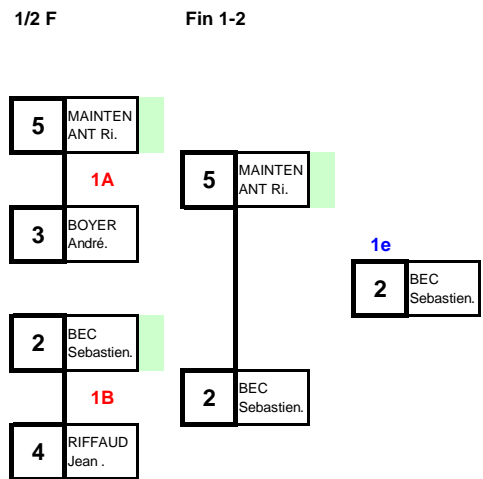 1/2 F
Fin 1-2
5
MAINTEN
ANT Ri.
1A
3
BOYER
André.
5
MAINTEN
ANT Ri.
1e
2
BEC
Sebastien.
2
BEC
Sebastien.
1B
4
RIFFAUD
Jean .
2
BEC
Sebastien.